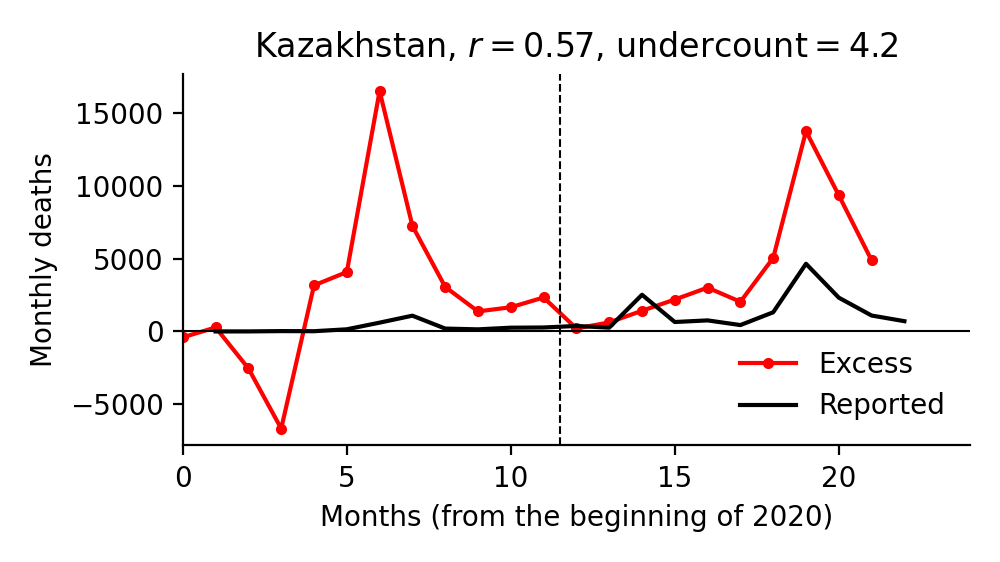 Kazakhstan, r = 0.57, undercount = 4.2
Monthly deaths
15000
10000
5000
0
−5000
Excess
Reported
0 5 10 15 20
Months (from the beginning of 2020)